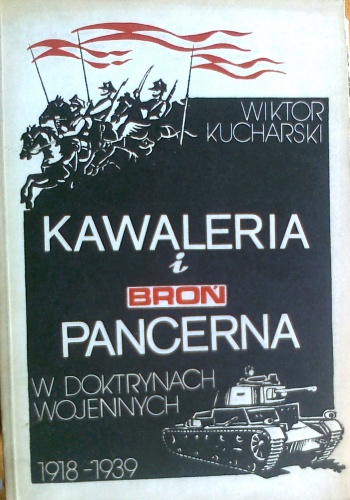 WIKTOR
KUCHARSKI
KAWALERIA
i
BROŃ
PANCERNA
W DOKTRYNACH
WOJENNYCH
1918-1939